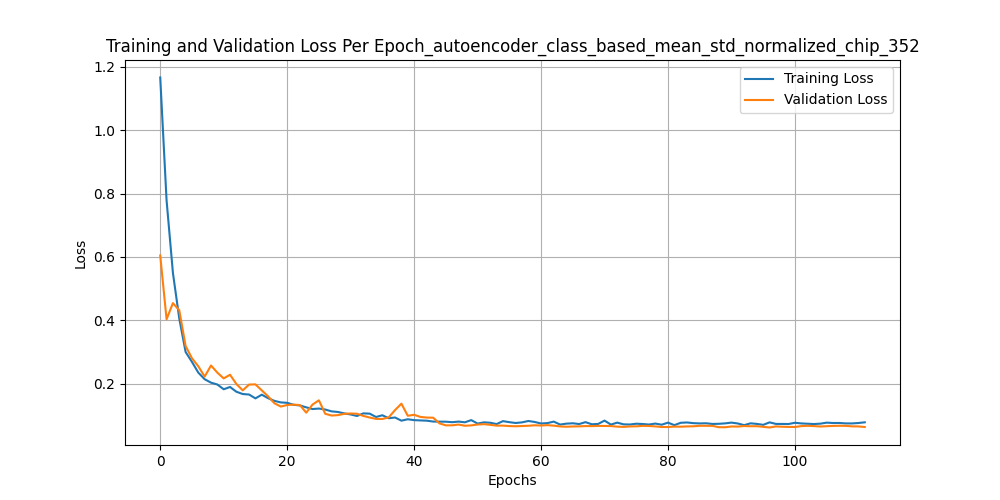 Training and Validation Loss Per Epoch_autoencoder_class_based_mean_std_normalized_chip_352
Training Loss
Validation Loss
1.2
1.0
0.8
0.6
0.4
0.2
Loss
0
20
40
60
80
100
Epochs